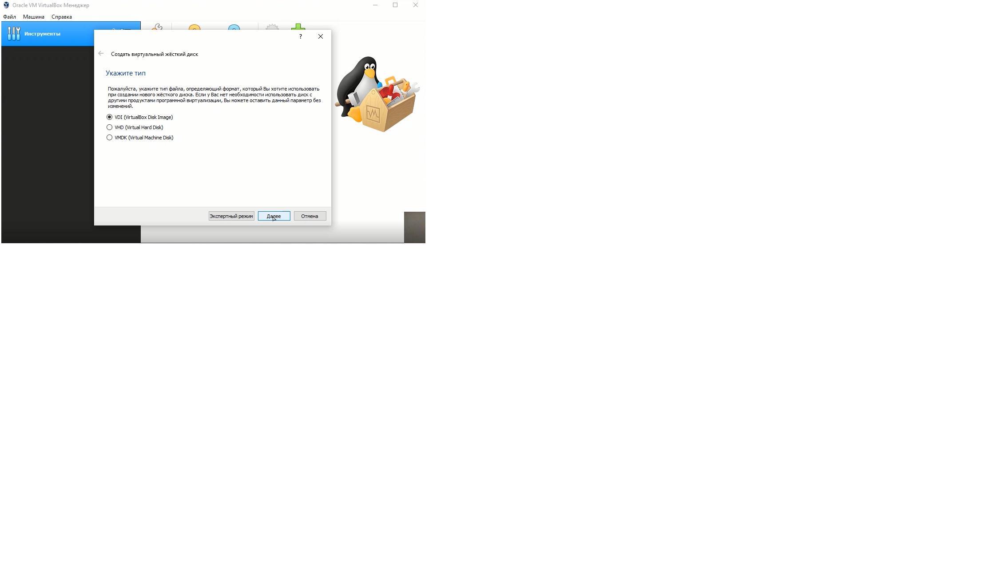 Oracle VM VirtualBox Менеджер
Файл Машина Справка
Инструменты
?
Создать виртуальный жёсткий диск
Укажите тип
Пожалуйста, укажите тип файла, определяющий формат, который Вы хотите использовать
при создании нового жёсткого диска. Если у Вас нет необходимости использовать диск с
другими продуктами программной виртуализации, Вы можете оставить данный параметр без
изменений.
VDI (VirtualBox Disk Image)
VHD (Virtual Hard Disk)
VMDK (Virtual Machine Disk)
Экспертный режим Далее Отмена